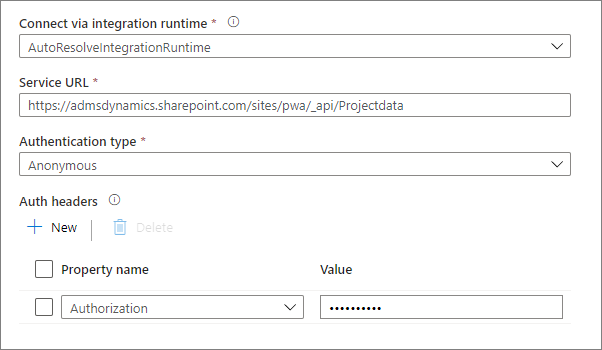 Connect via integration runtime *
AutoResolveIntegrationRuntime
Service URL *
https://admsdynamics.sharepoint.com/sites/pwa/_api/Projectdata
Authentication type *
Anonymous
Auth headers
New Delete
Property name Value
Authorization ••••••••••